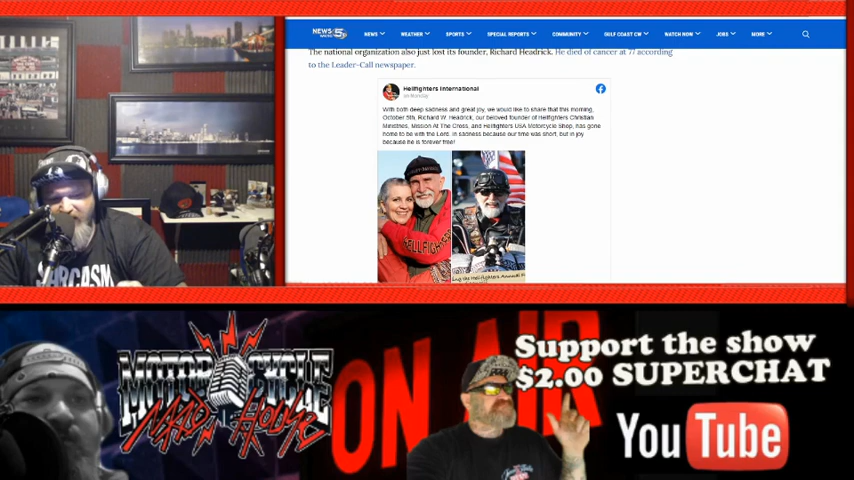 NEWS 5
NEWS
WEATHER
SPORTS
SPECIAL REPORTS
COMMUNITY
GULF COAST CW
WATCH NOW
JOBS
MORE
The national organization also just lost its founder, Richard Headrick. He died of cancer at 77 according
to the Leader-Call newspaper.
Hellfighters International
With both deep sadness and great joy, we would like to share that this morning,
October 5th, Richard W. Headrick, our beloved founder of Hellfighters Christian
Ministries, Mission At The Cross, and Hellfighters USA Motorcycle Shop, has gone
home to be with the Lord. In sadness because our time was short, but in joy
because he is forever free!
HELLFIGH
SARCASM
MOTORCYCLE
MAD HOUSE
ON AIR
Support the show
$2.00 SUPERCHAT
YouTube